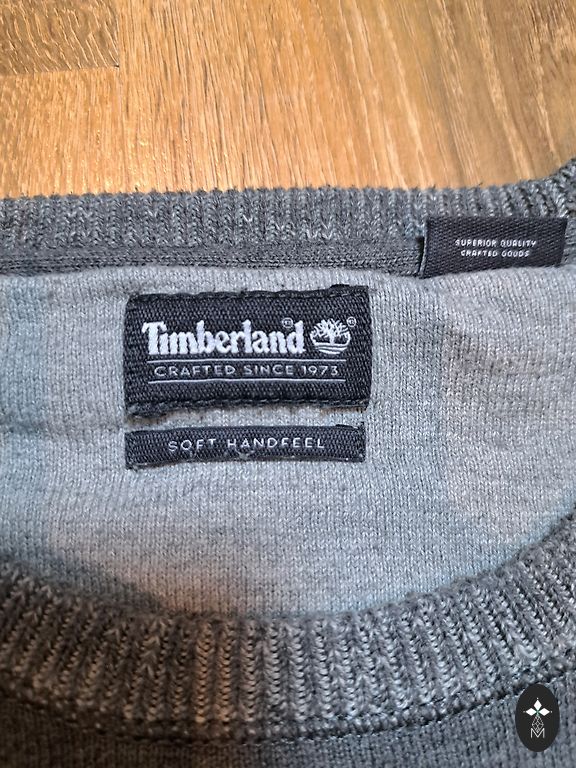 SUPERIOR QUALITY
CRAFTED GOODS
Timberland®
CRAFTED SINCE 1973
SOFT HANDFEEL
M